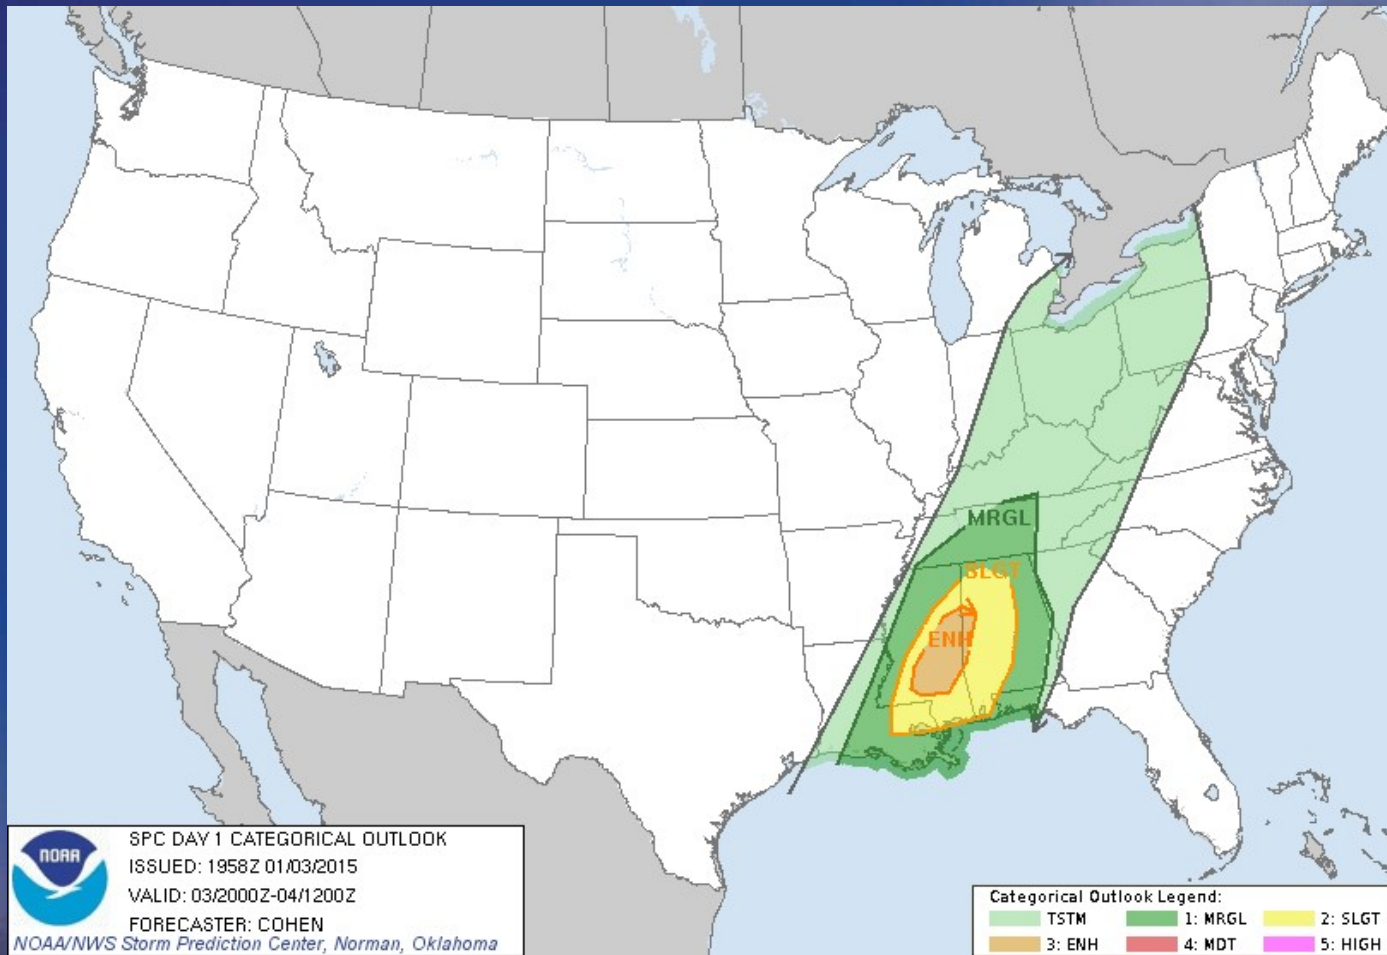 MRGL
SLGT
ENH
NOAA
SPC DAY 1 CATEGORICAL OUTLOOK
ISSUED: 1958Z 01/03/2015
VALID: 03/2000Z-04/1200Z
FORECASTER: COHEN
NOAA/NWS Storm Prediction Center, Norman, Oklahoma
Categorical Outlook Legend:
TSTM 1: MRGL 2: SLGT
3: ENH 4: MDT 5: HIGH